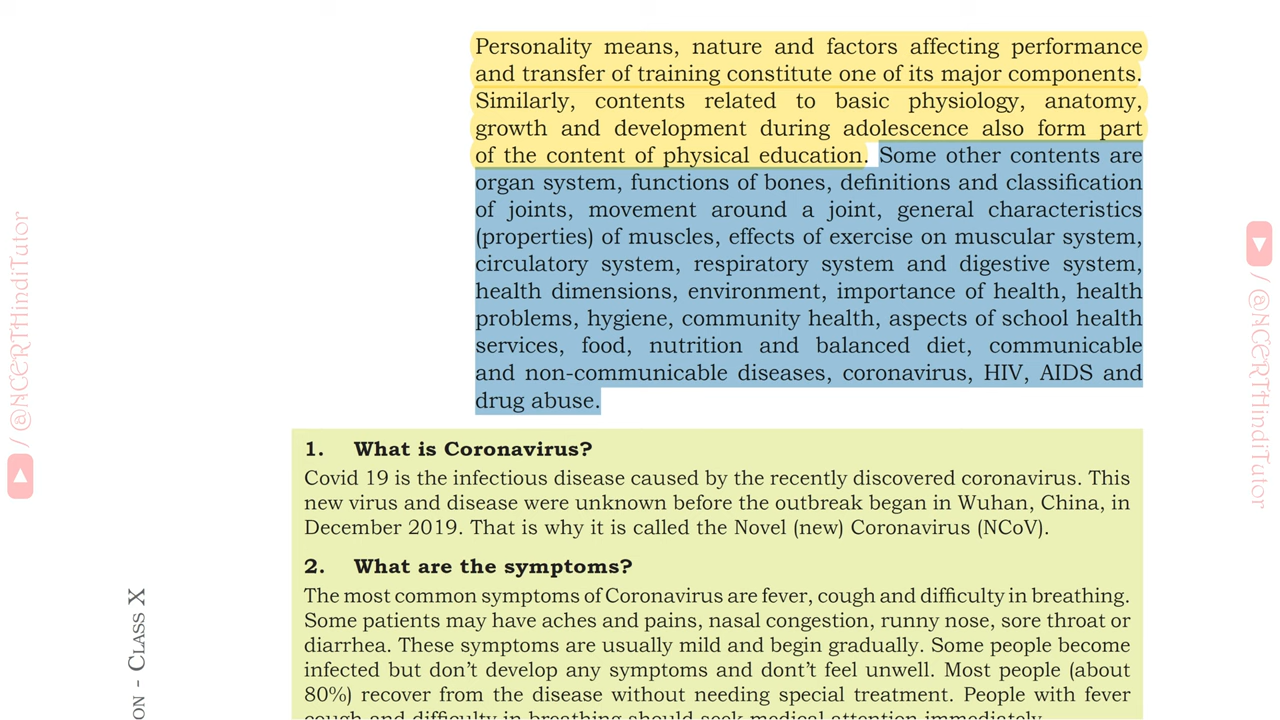 Personality means, nature and factors affecting performance
and transfer of training constitute one of its major components.
Similarly, contents related to basic physiology, anatomy,
growth and development during adolescence also form part
of the content of physical education. Some other contents are
organ system, functions of bones, definitions and classification
of joints, movement around a joint, general characteristics
(properties) of muscles, effects of exercise on muscular system,
circulatory system, respiratory system and digestive system,
health dimensions, environment, importance of health, health
problems, hygiene, community health, aspects of school health
services, food, nutrition and balanced diet, communicable
and non-communicable diseases, coronavirus, HIV, AIDS and
drug abuse.
1. What is Coronavirus?
Covid 19 is the infectious disease caused by the recently discovered coronavirus. This
new virus and disease were unknown before the outbreak began in Wuhan, China, in
December 2019. That is why it is called the Novel (new) Coronavirus (NCoV).
2. What are the symptoms?
The most common symptoms of Coronavirus are fever, cough and difficulty in breathing.
Some patients may have aches and pains, nasal congestion, runny nose, sore throat or
diarrhea. These symptoms are usually mild and begin gradually. Some people become
infected but don't develop any symptoms and dont't feel unwell. Most people (about
80%) recover from the disease without needing special treatment. People with fever
cough and difficulty in breathing should seek medical attention immediately.
ON - CLASS X
/ @NCERTHindiTutor
/ @NCERTHindiTutor